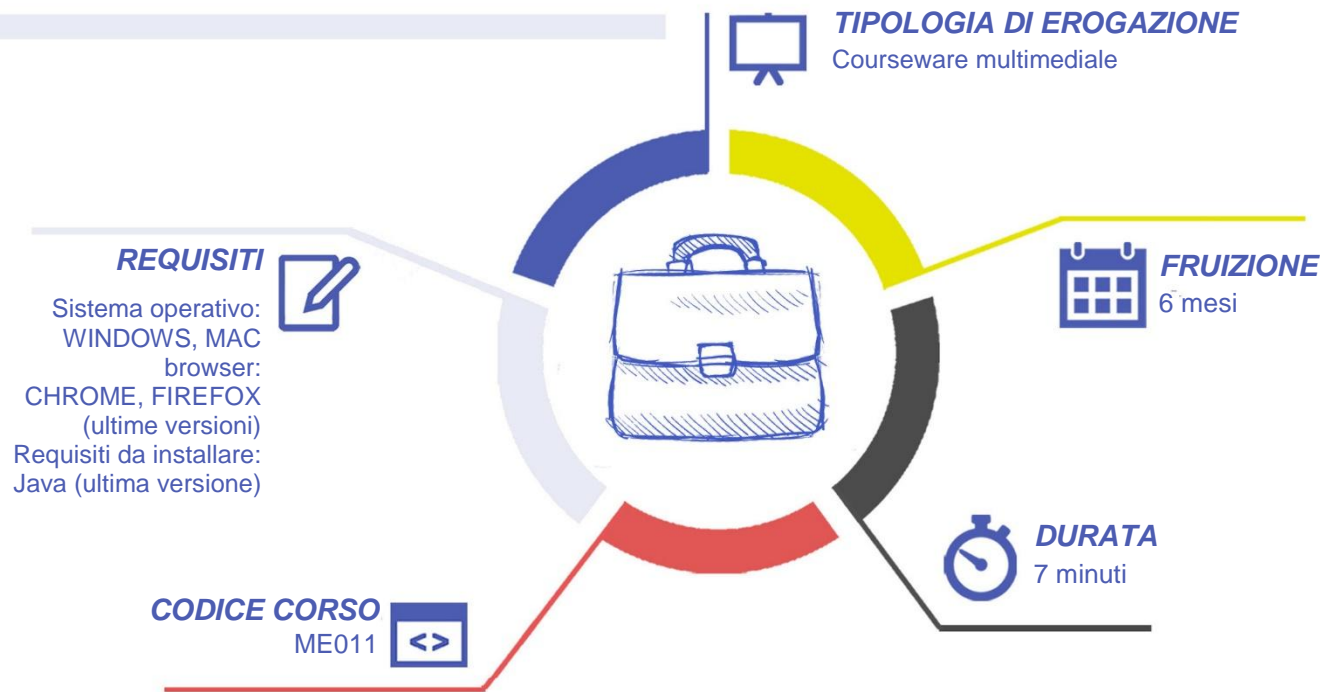 TIPOLOGIA DI EROGAZIONE
Courseware multimediale
REQUISITI
Sistema operativo:
WINDOWS, MAC
browser:
CHROME, FIREFOX
(ultime versioni)
Requisiti da installare:
Java (ultima versione)
FRUIZIONE
6 mesi
DURATA
7 minuti
CODICE CORSO
ME011
<>